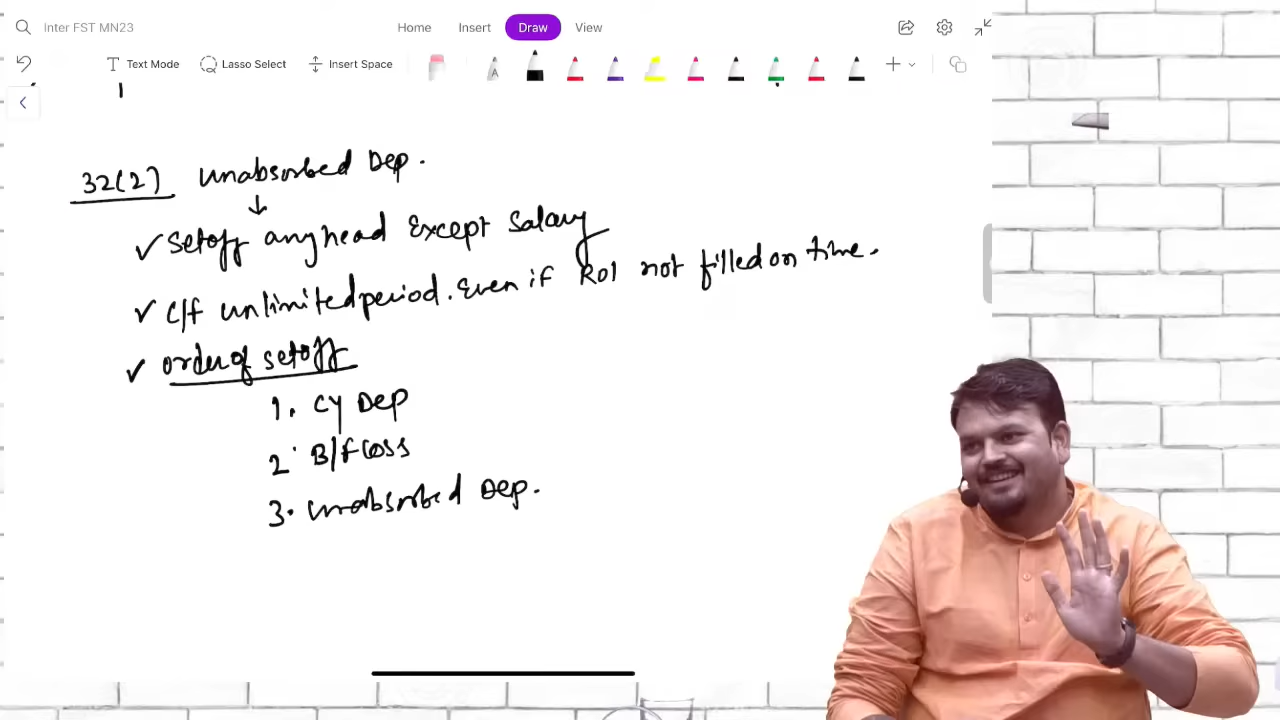 Inter FST MN23
Home Insert Draw View
Text Mode Lasso Select Insert Space
32(2) Unabsorbed Dep.
✓ Setoff any head Except Salary
✓ C/f unlimited period. Even if ROI not filled on time.
✓ order of setoff
1. CY Dep
2. B/f Loss
3. Unabsorbed Dep.